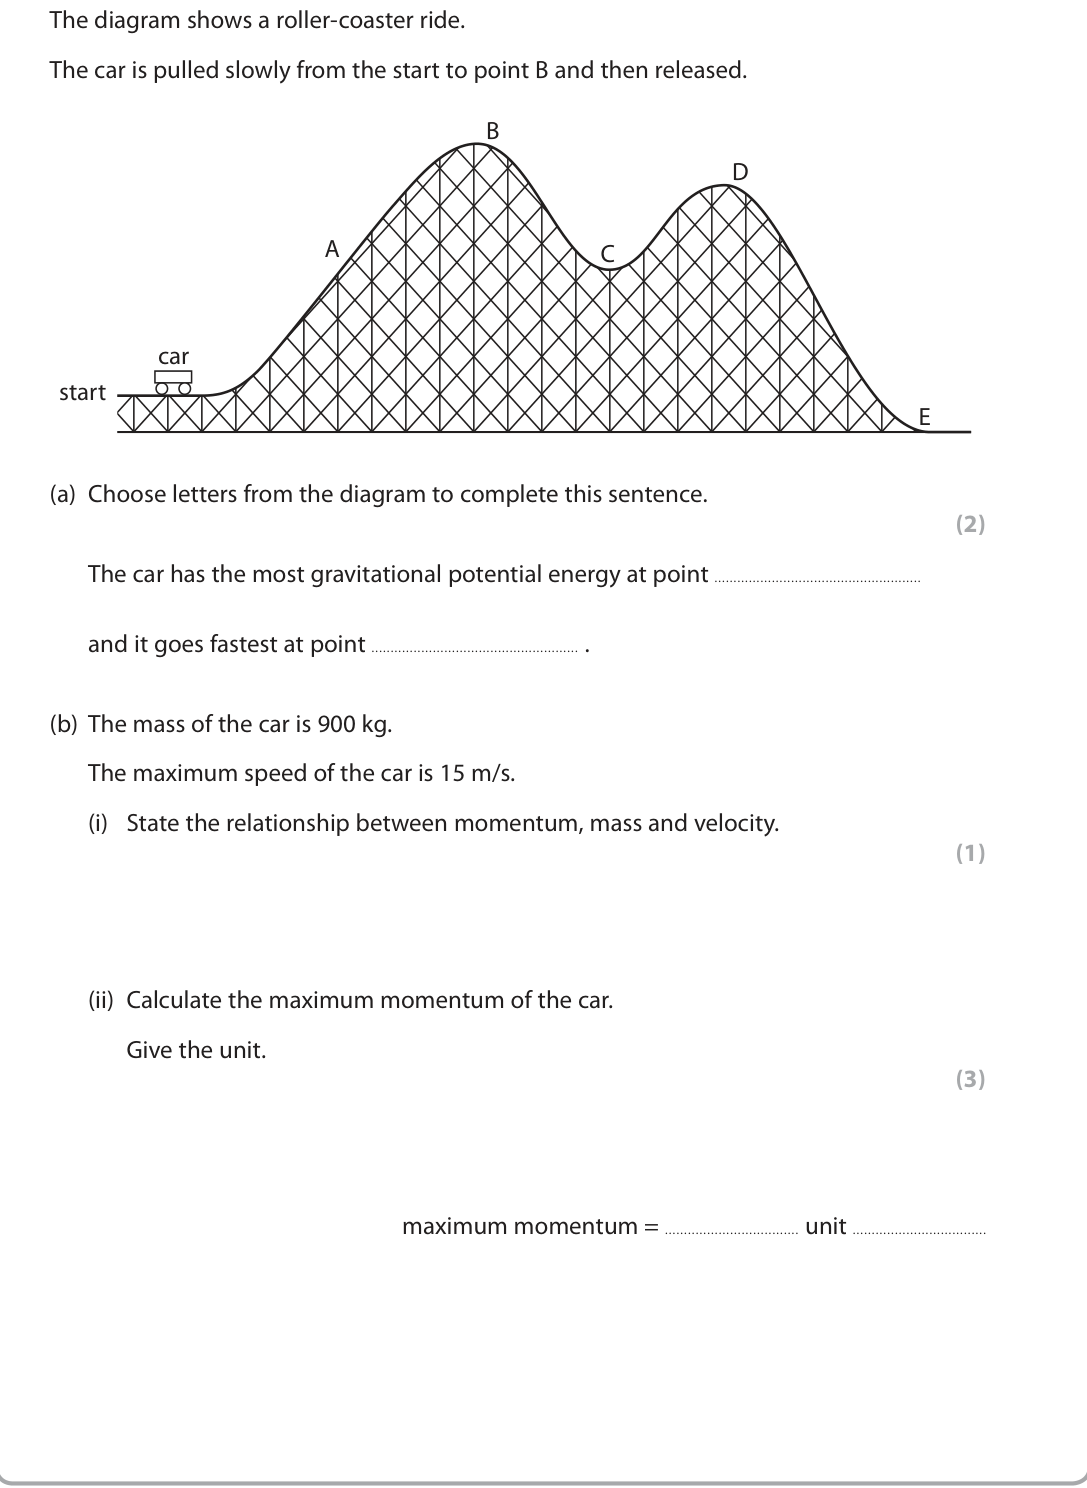 The diagram shows a roller-coaster ride.
The car is pulled slowly from the start to point B and then released.
B
D
A
C
car
start
E
(a) Choose letters from the diagram to complete this sentence.
(2)
The car has the most gravitational potential energy at point ......................................................
and it goes fastest at point ...................................................... .
(b) The mass of the car is 900 kg.
The maximum speed of the car is 15 m/s.
(i) State the relationship between momentum, mass and velocity.
(1)
(ii) Calculate the maximum momentum of the car.
Give the unit.
(3)
maximum momentum = ................................... unit ...................................